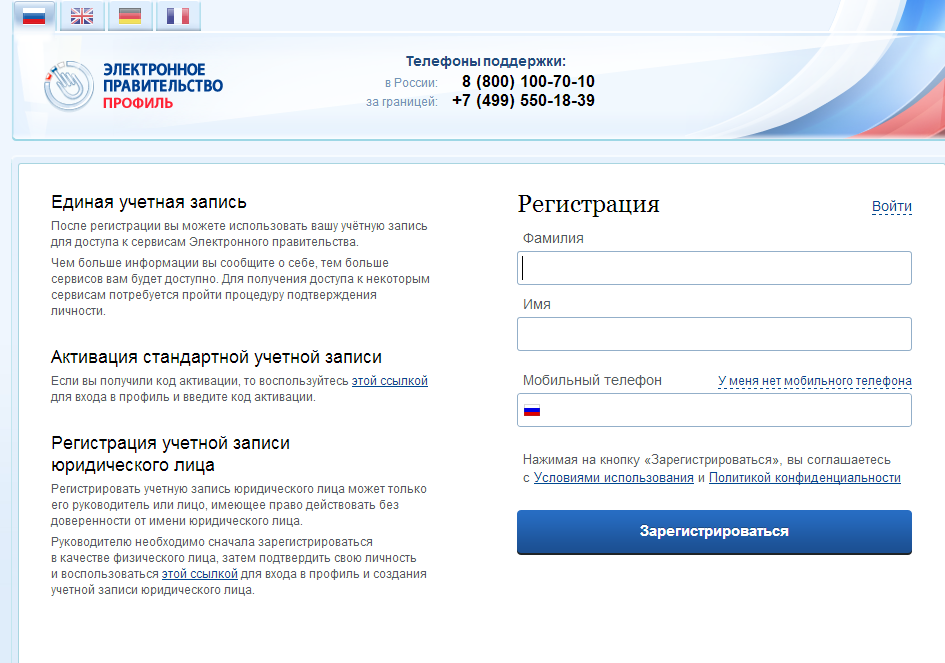 ЭЛЕКТРОННОЕ
ПРАВИТЕЛЬСТВО
ПРОФИЛЬ
Телефоны поддержки:
в России: 8 (800) 100-70-10
за границей: +7 (499) 550-18-39
Единая учетная запись
После регистрации вы можете использовать вашу учётную запись
для доступа к сервисам Электронного правительства.
Чем больше информации вы сообщите о себе, тем больше
сервисов вам будет доступно. Для получения доступа к некоторым
сервисам потребуется пройти процедуру подтверждения
личности.
Активация стандартной учетной записи
Если вы получили код активации, то воспользуйтесь этой ссылкой
для входа в профиль и введите код активации.
Регистрация учетной записи
юридического лица
Регистрировать учетную запись юридического лица может только
его руководитель или лицо, имеющее право действовать без
доверенности от имени юридического лица.
Руководителю необходимо сначала зарегистрироваться
в качестве физического лица, затем подтвердить свою личность
и воспользоваться этой ссылкой для входа в профиль и создания
учетной записи юридического лица.
Регистрация
Войти
Фамилия
Имя
Мобильный телефон
У меня нет мобильного телефона
Нажимая на кнопку «Зарегистрироваться», вы соглашаетесь
с Условиями использования и Политикой конфиденциальности
Зарегистрироваться